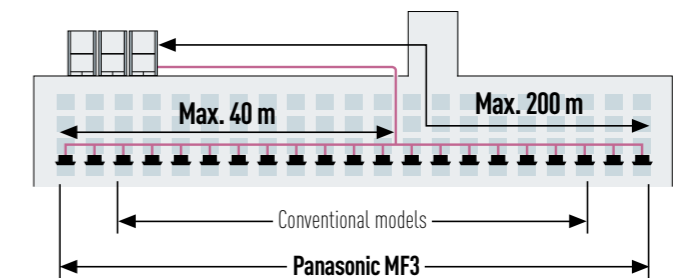 Max. 40 m
Max. 200 m
Conventional models
Panasonic MF3